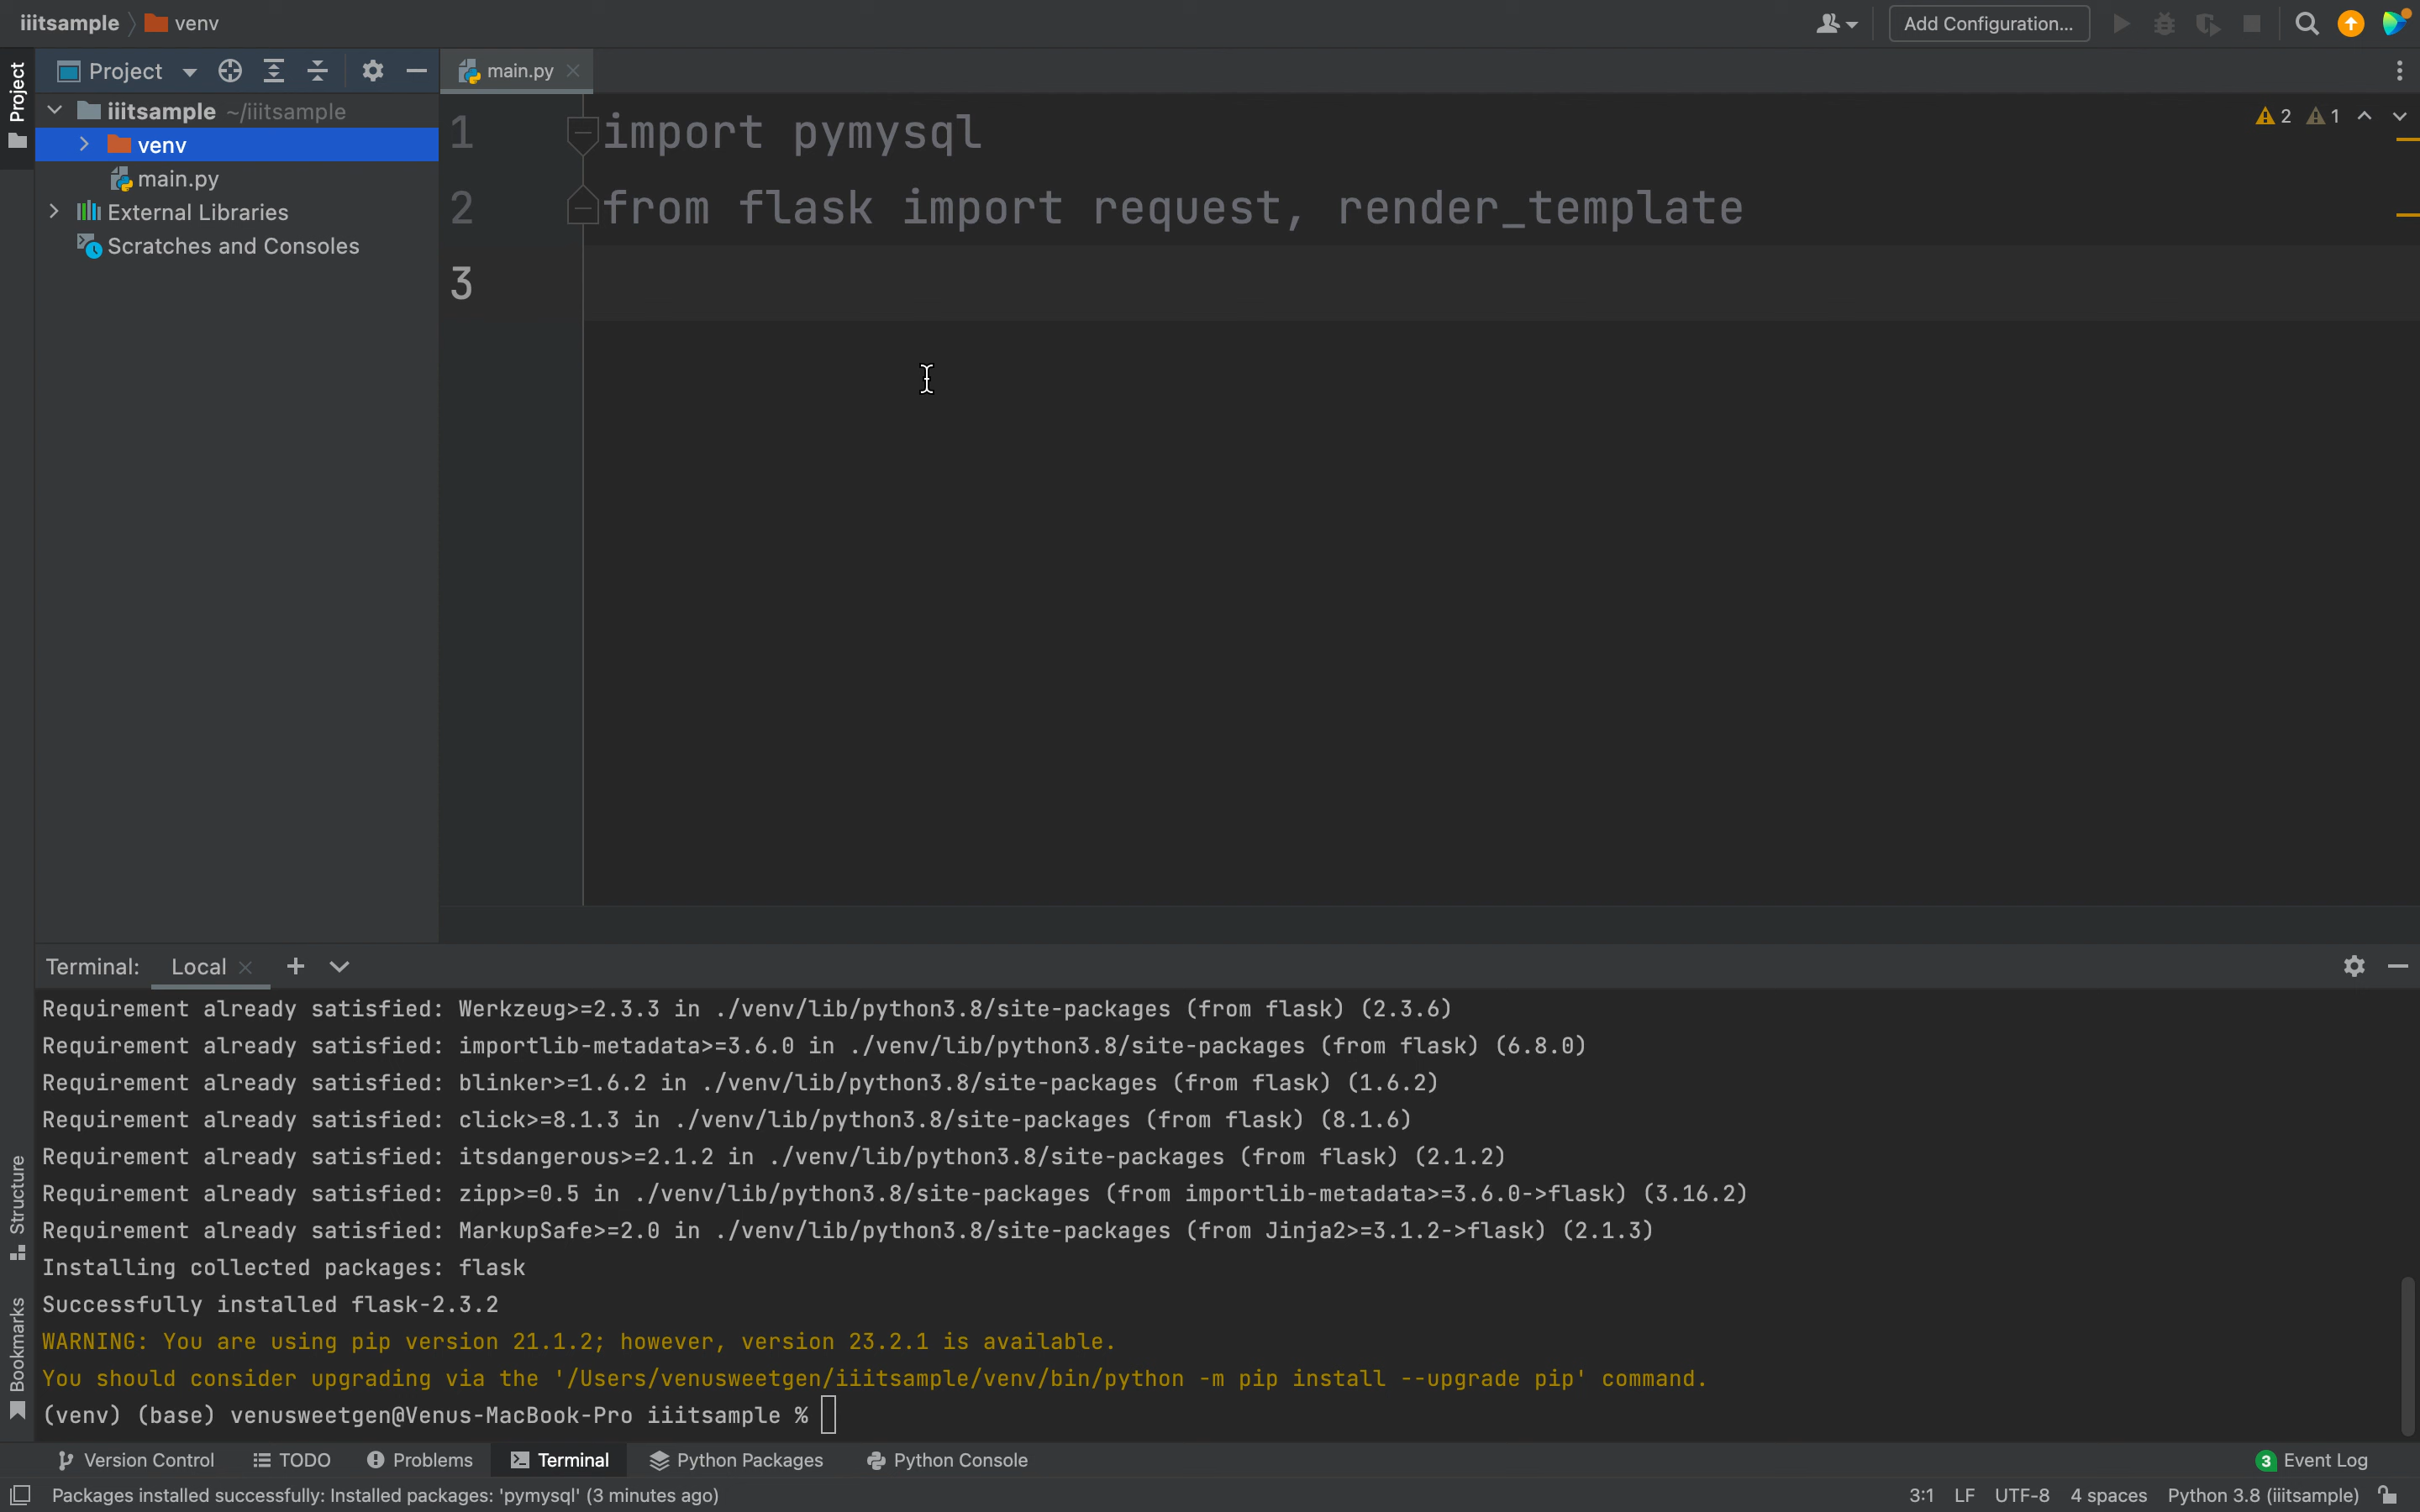 iiitsample
venv
Add Configuration...
Project
Project
main.py
iiitsample ~/iiitsample
venv
main.py
External Libraries
Scratches and Consoles
2
1
1
import pymysql
2
from flask import request, render_template
3
Structure
Bookmarks
Terminal:
Local
Requirement already satisfied: Werkzeug>=2.3.3 in ./venv/lib/python3.8/site-packages (from flask) (2.3.6)
Requirement already satisfied: importlib-metadata>=3.6.0 in ./venv/lib/python3.8/site-packages (from flask) (6.8.0)
Requirement already satisfied: blinker>=1.6.2 in ./venv/lib/python3.8/site-packages (from flask) (1.6.2)
Requirement already satisfied: click>=8.1.3 in ./venv/lib/python3.8/site-packages (from flask) (8.1.6)
Requirement already satisfied: itsdangerous>=2.1.2 in ./venv/lib/python3.8/site-packages (from flask) (2.1.2)
Requirement already satisfied: zipp>=0.5 in ./venv/lib/python3.8/site-packages (from importlib-metadata>=3.6.0->flask) (3.16.2)
Requirement already satisfied: MarkupSafe>=2.0 in ./venv/lib/python3.8/site-packages (from Jinja2>=3.1.2->flask) (2.1.3)
Installing collected packages: flask
Successfully installed flask-2.3.2
WARNING: You are using pip version 21.1.2; however, version 23.2.1 is available.
You should consider upgrading via the '/Users/venusweetgen/iiitsample/venv/bin/python -m pip install --upgrade pip' command.
(venv) (base) venusweetgen@Venus-MacBook-Pro iiitsample %
Version Control
TODO
Problems
Terminal
Python Packages
Python Console
3 Event Log
Packages installed successfully: Installed packages: 'pymysql' (3 minutes ago)
3:1 LF UTF-8 4 spaces Python 3.8 (iiitsample)